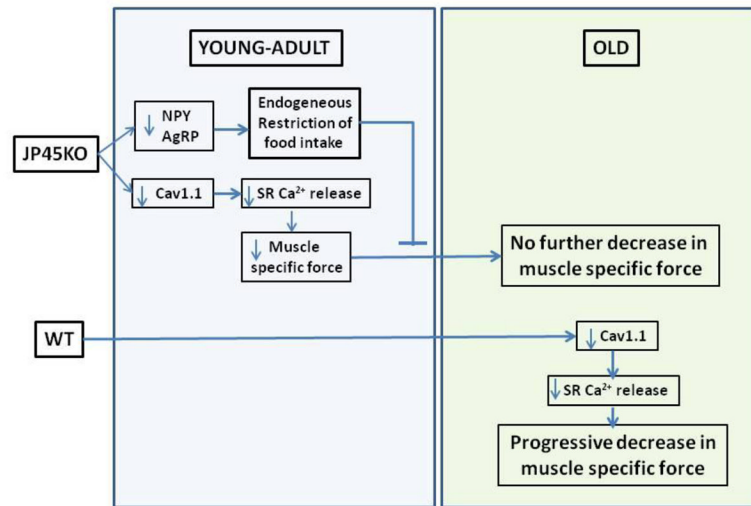 YOUNG-ADULT
OLD
JP45KO
↓ NPY
AgRP
Endogeneous
Restriction of
food intake
↓ Cav1.1
↓ SR Ca²⁺ release
↓ Muscle
specific force
No further decrease in
muscle specific force
WT
↓ Cav1.1
↓ SR Ca²⁺ release
Progressive decrease in
muscle specific force